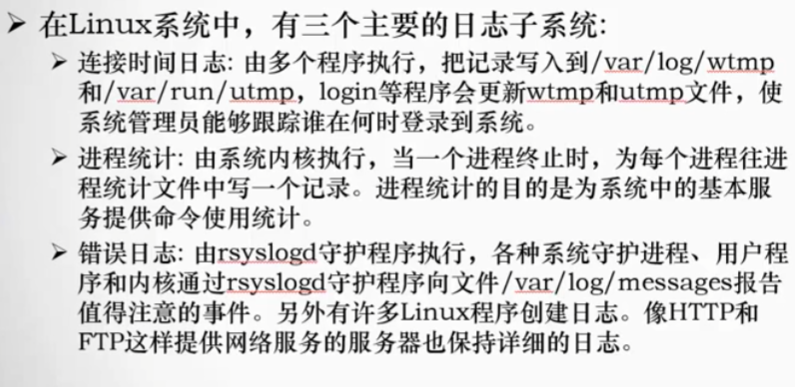 在Linux系统中，有三个主要的日志子系统:
连接时间日志: 由多个程序执行，把记录写入到/var/log/wtmp
和/var/run/utmp，login等程序会更新wtmp和utmp文件，使
系统管理员能够跟踪谁在何时登录到系统。
进程统计: 由系统内核执行，当一个进程终止时，为每个进程往进
程统计文件中写一个记录。进程统计的目的是为系统中的基本服
务提供命令使用统计。
错误日志: 由rsyslogd守护程序执行，各种系统守护进程、用户程
序和内核通过rsyslogd守护程序向文件/var/log/messages报告
值得注意的事件。另外有许多Linux程序创建日志。像HTTP和
FTP这样提供网络服务的服务器也保持详细的日志。